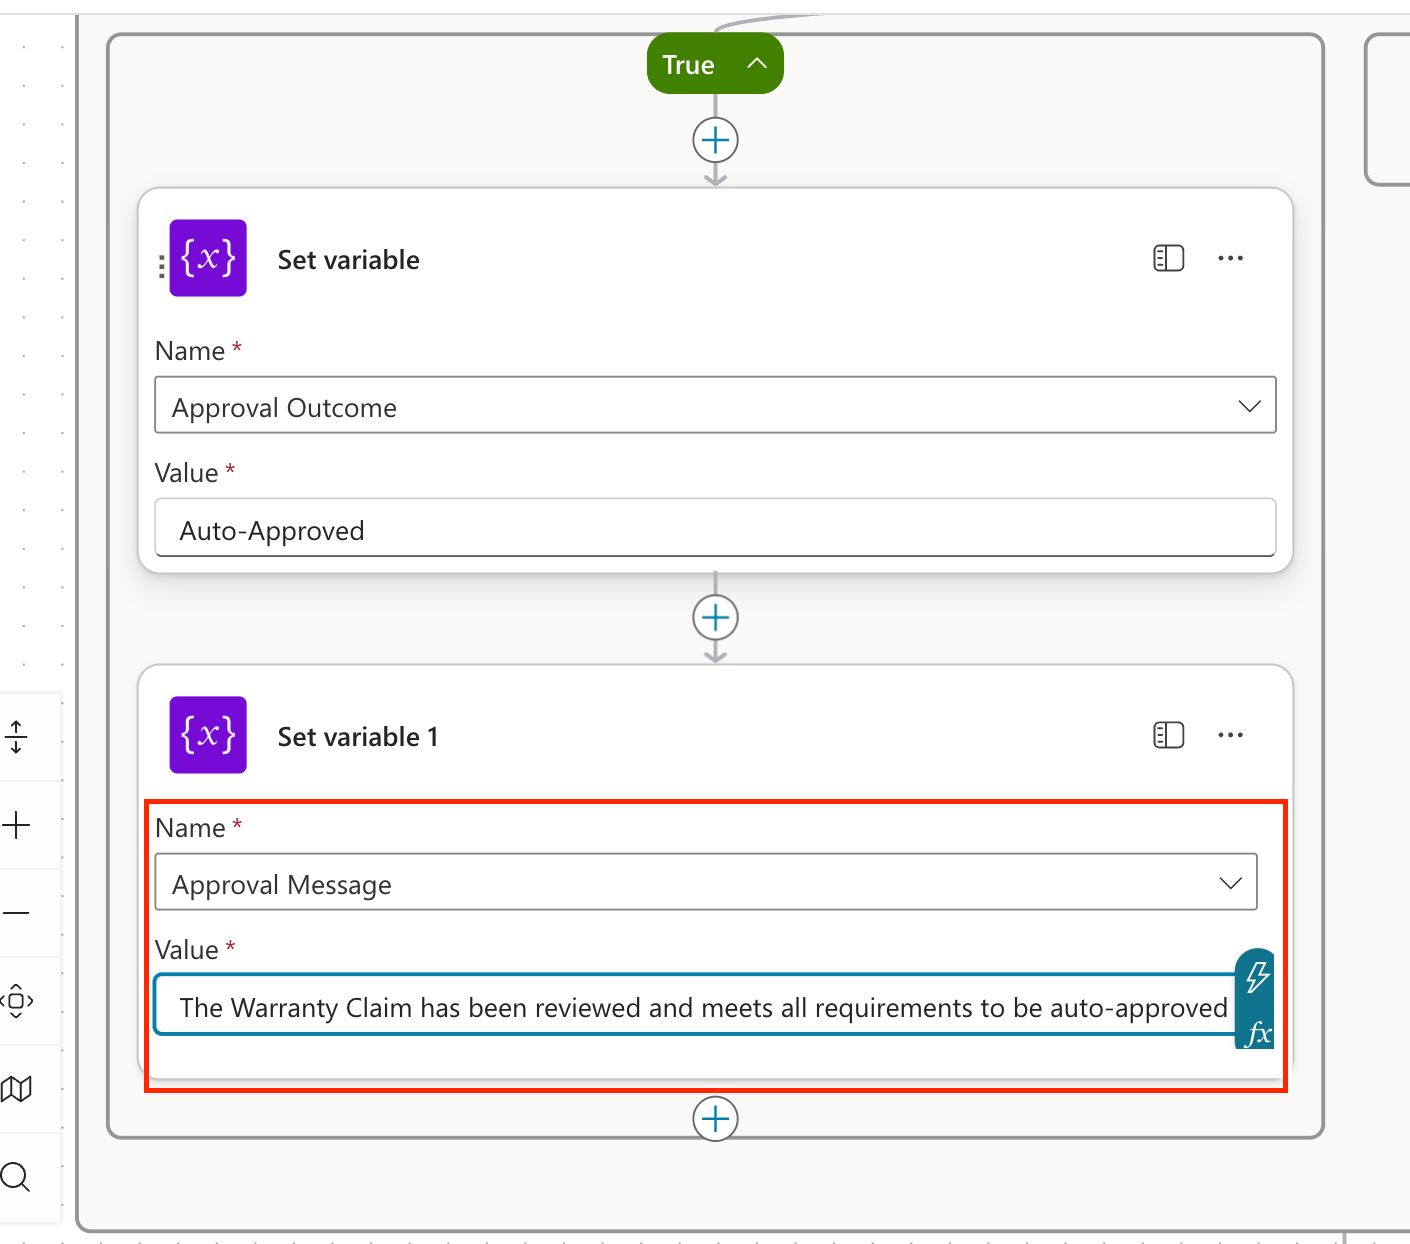 True
{x}
Set variable
Name *
Approval Outcome
Value *
Auto-Approved
{x}
Set variable 1
Name *
Approval Message
Value *
The Warranty Claim has been reviewed and meets all requirements to be auto-approved
fx